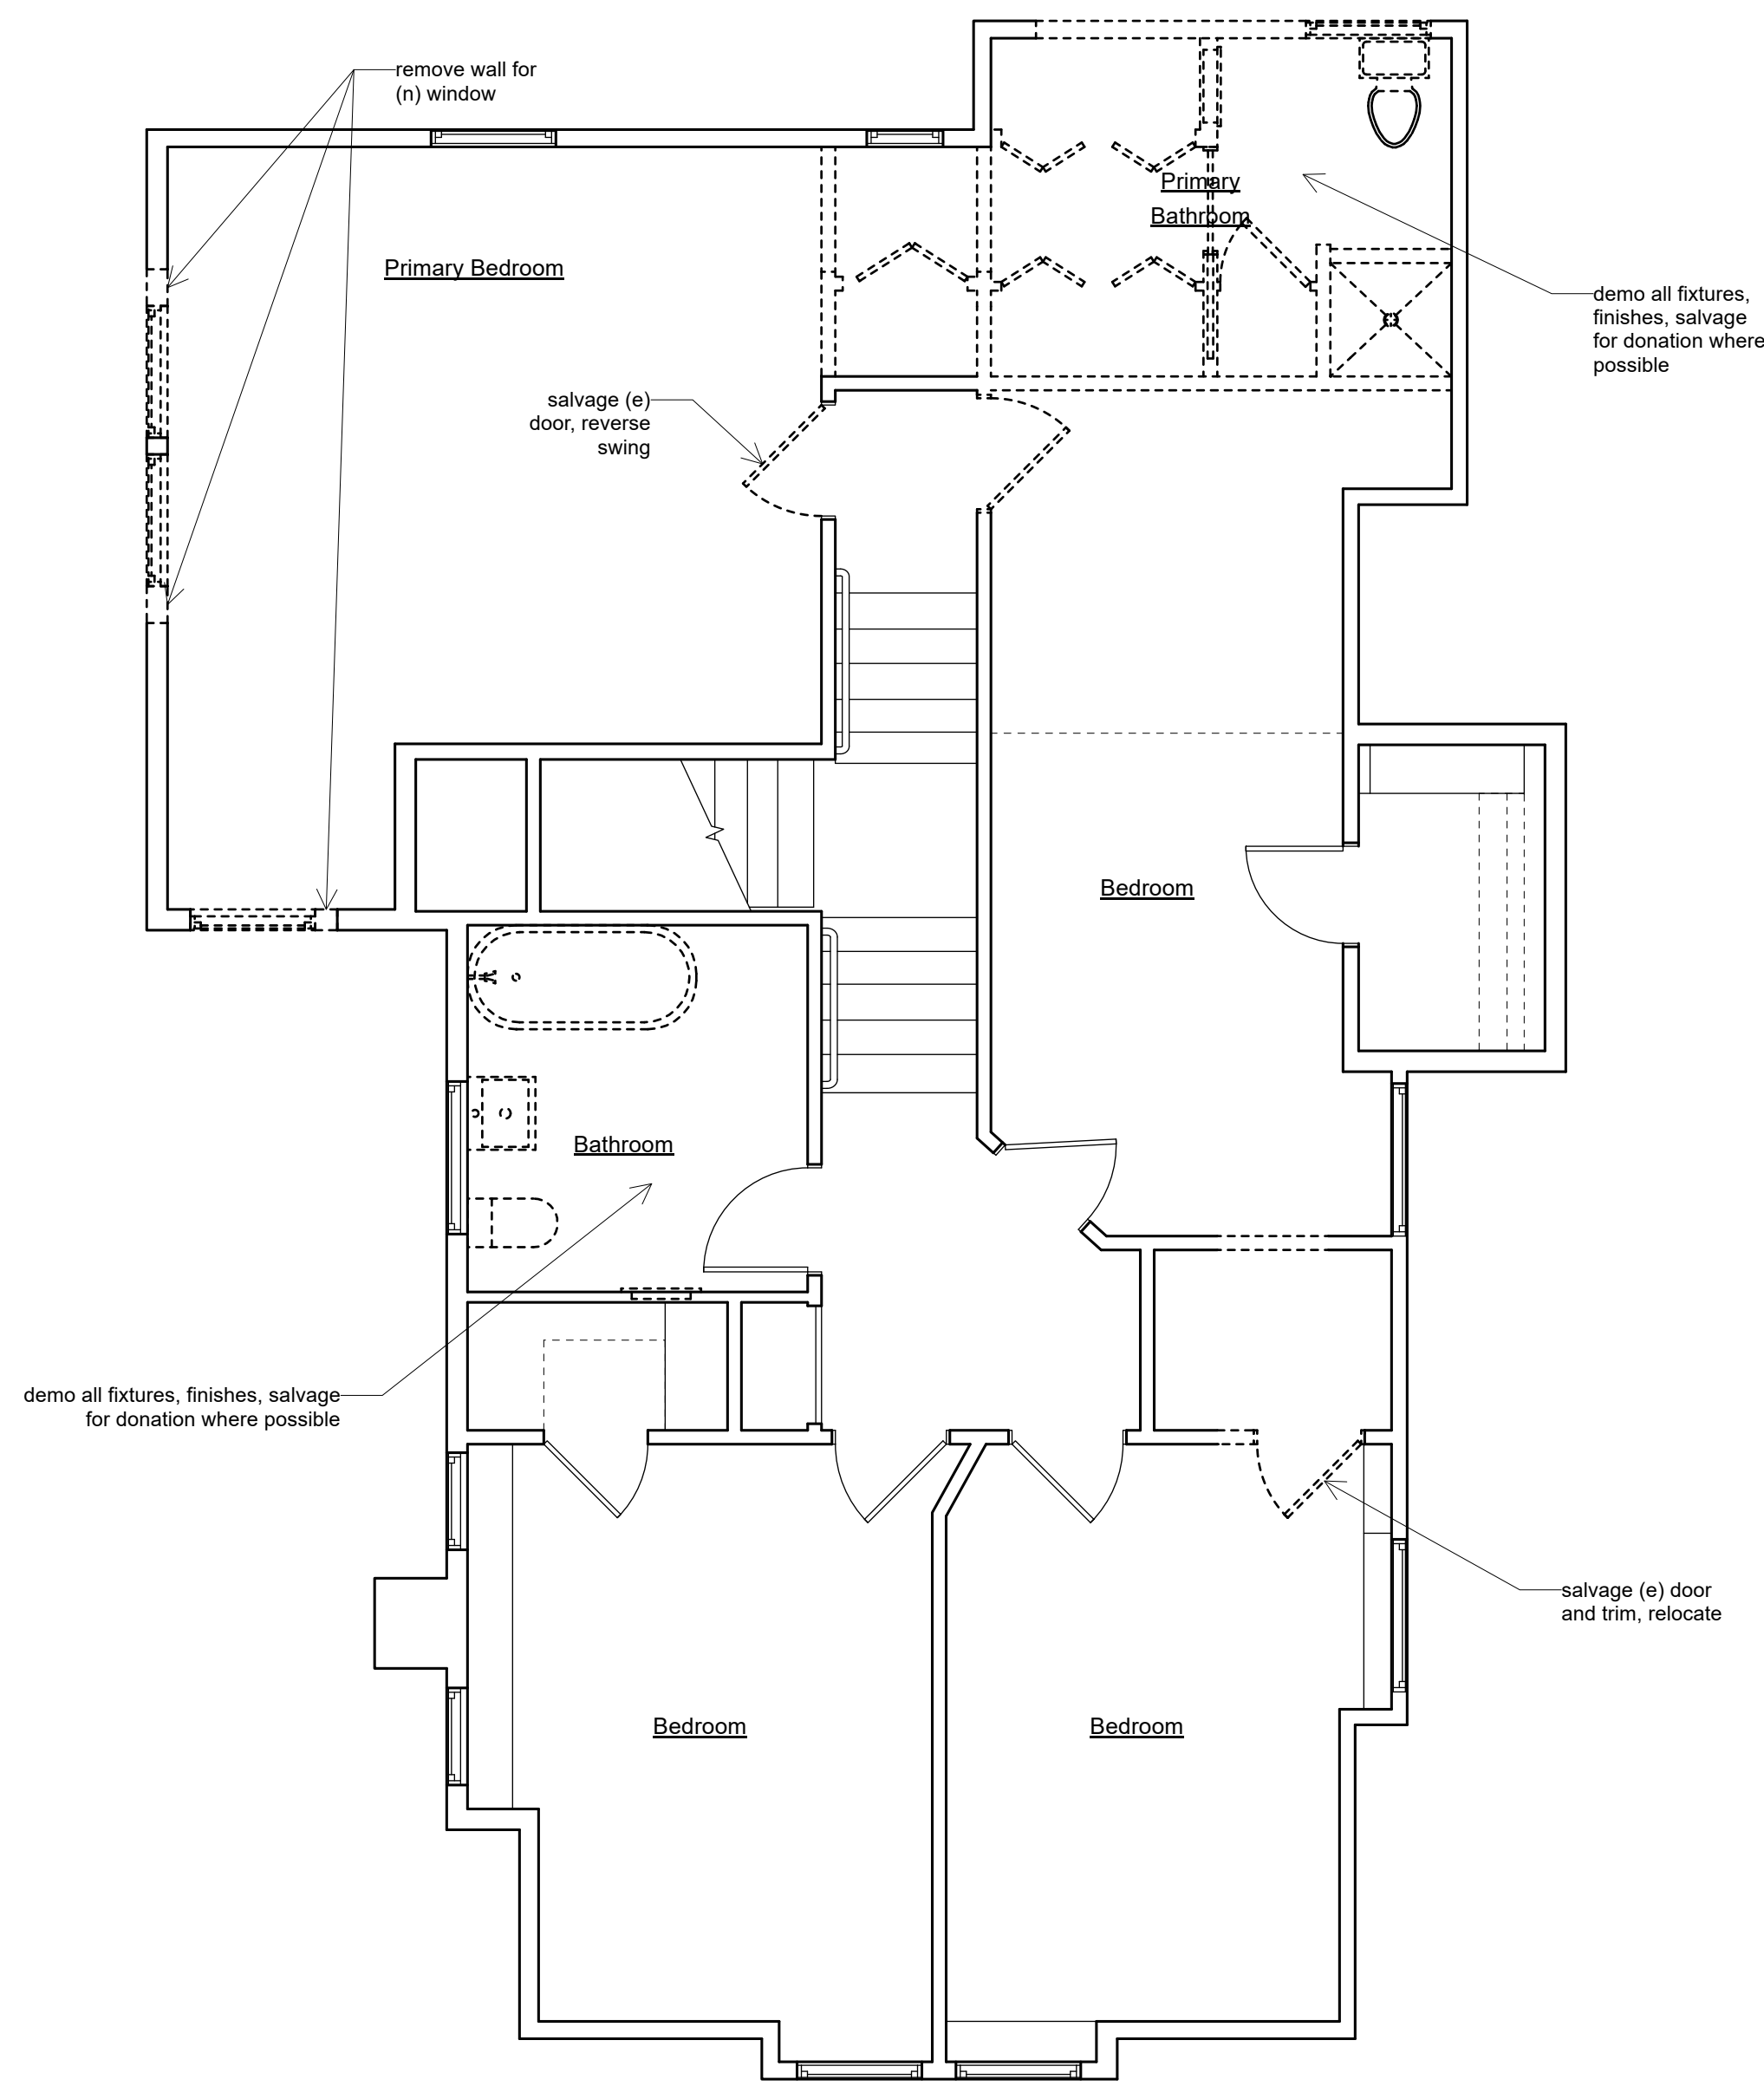 remove wall for
(n) window
Primary
Bathroom
Primary Bedroom
demo all fixtures,
finishes, salvage
for donation where
possible
salvage (e)
door, reverse
swing
Bedroom
Bathroom
demo all fixtures, finishes, salvage
for donation where possible
salvage (e) door
and trim, relocate
Bedroom
Bedroom